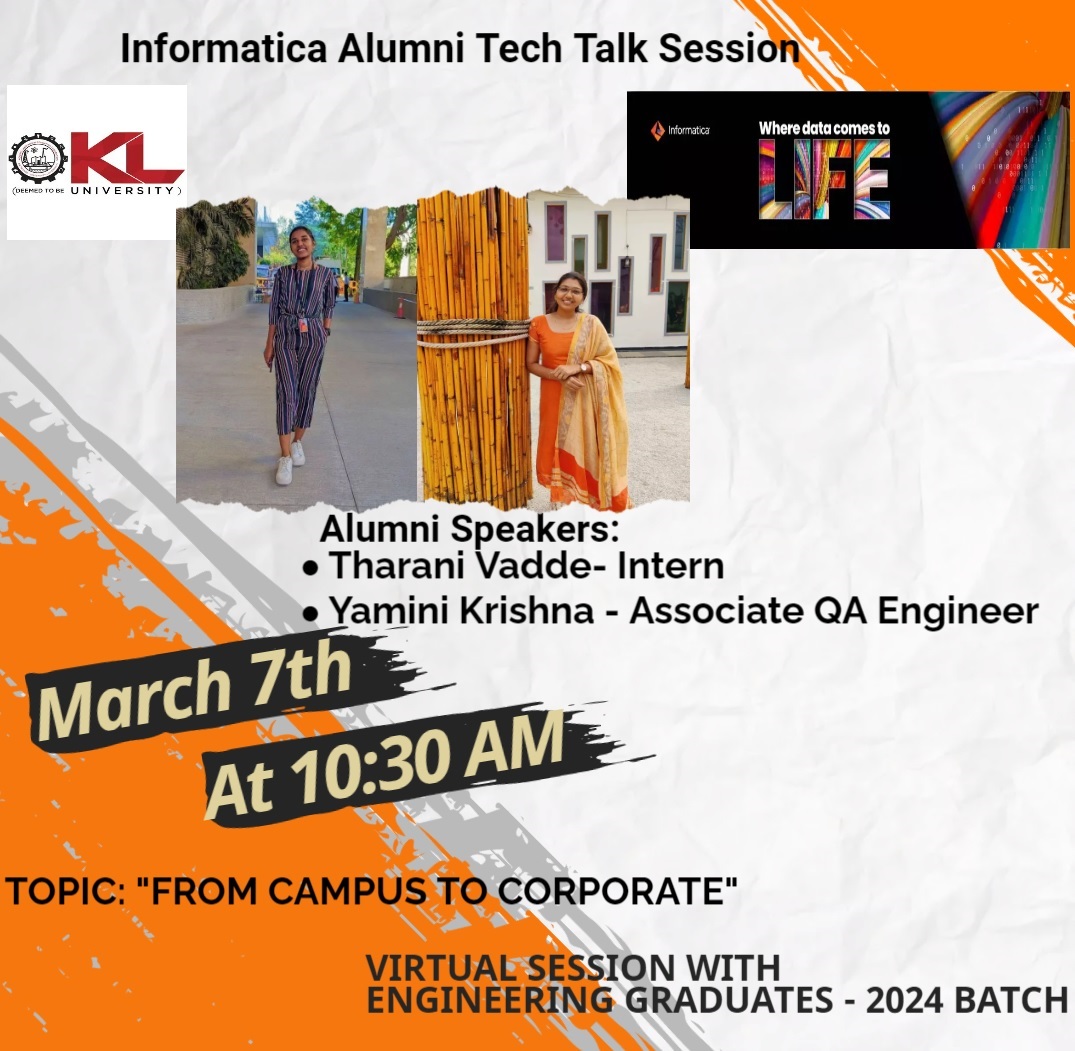 Informatica Alumni Tech Talk Session
KL
(DEEMED TO BE UNIVERSITY)
Informatica
Where data comes to
LIFE
Alumni Speakers:
• Tharani Vadde- Intern
• Yamini Krishna - Associate QA Engineer
March 7th
At 10:30 AM
TOPIC: "FROM CAMPUS TO CORPORATE"
VIRTUAL SESSION WITH
ENGINEERING GRADUATES - 2024 BATCH